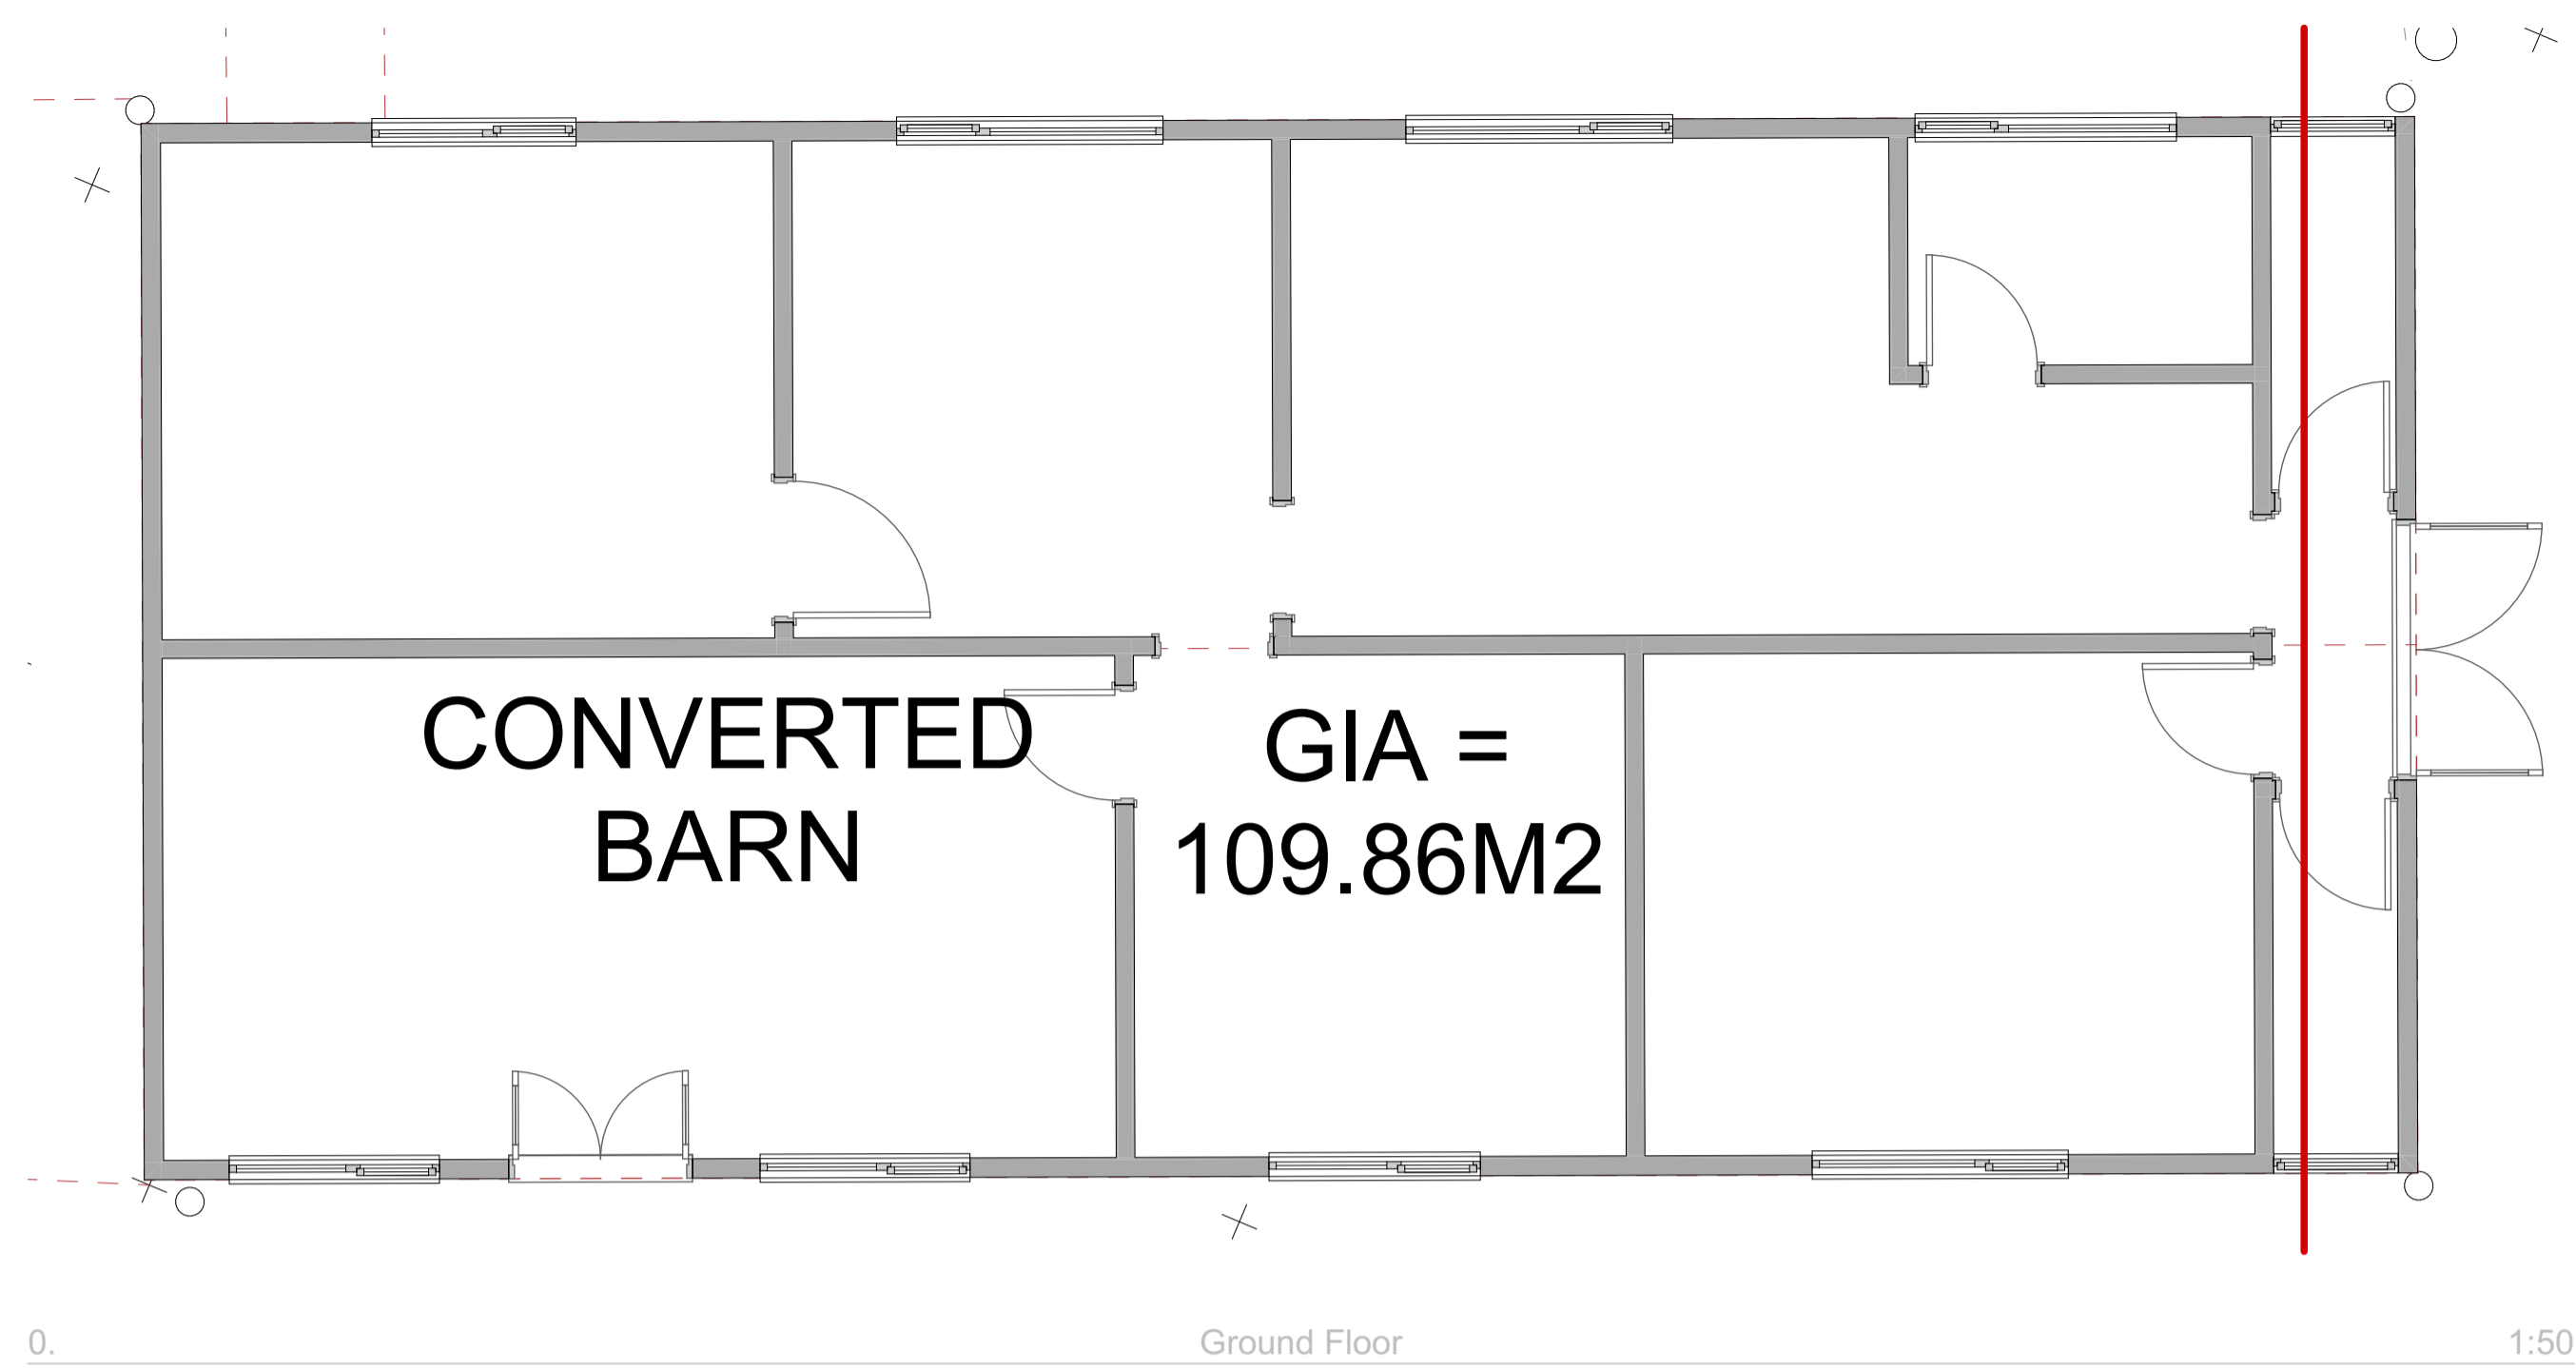 CONVERTED
BARN
GIA =
109.86M2
0.
Ground Floor
1:50